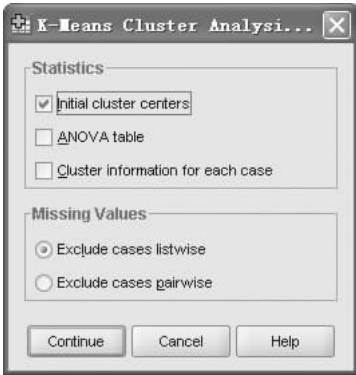 K-Means Cluster Analysi...
Statistics
Initial cluster centers
ANOVA table
Cluster information for each case
Missing Values
Exclude cases listwise
Exclude cases pairwise
Continue Cancel Help